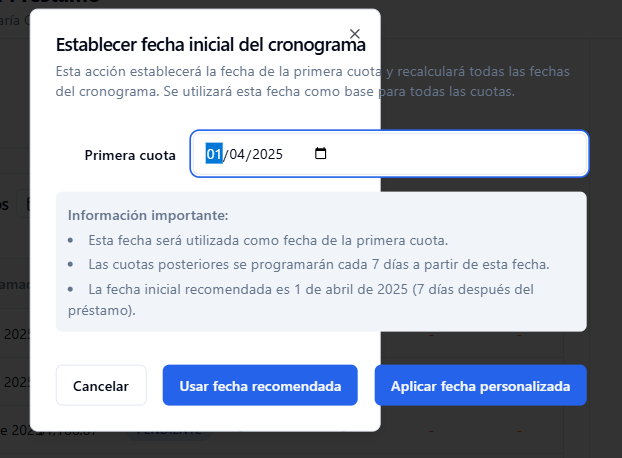 Establecer fecha inicial del cronograma
Esta acción establecerá la fecha de la primera cuota y recalculará todas las fechas
del cronograma. Se utilizará esta fecha como base para todas las cuotas.
Primera cuota
01/04/2025
Información importante:
• Esta fecha será utilizada como fecha de la primera cuota.
• Las cuotas posteriores se programarán cada 7 días a partir de esta fecha.
• La fecha inicial recomendada es 1 de abril de 2025 (7 días después del
préstamo).
Cancelar
Usar fecha recomendada
Aplicar fecha personalizada